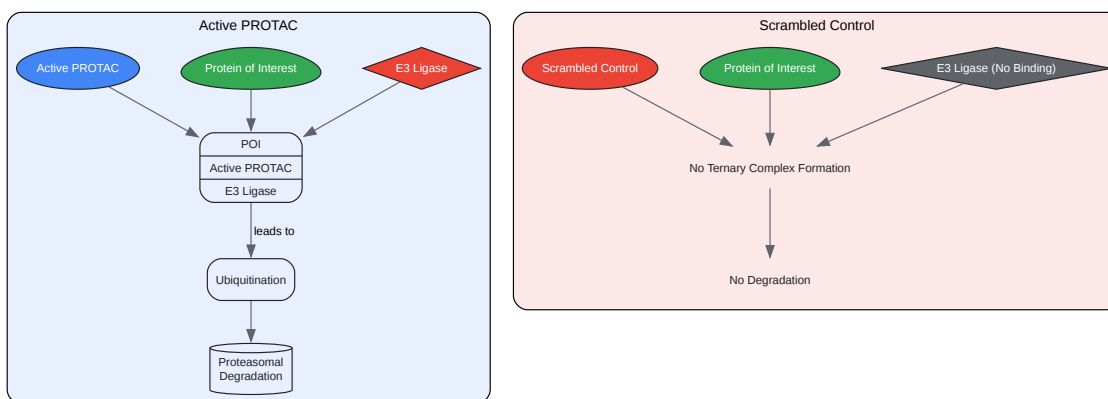 Active PROTAC
Active PROTAC
Protein of Interest
E3 Ligase
POI
Active PROTAC
E3 Ligase
leads to
Ubiquitination
Proteasomal
Degradation
Scrambled Control
Scrambled Control
Protein of Interest
E3 Ligase (No Binding)
No Ternary Complex Formation
No Degradation